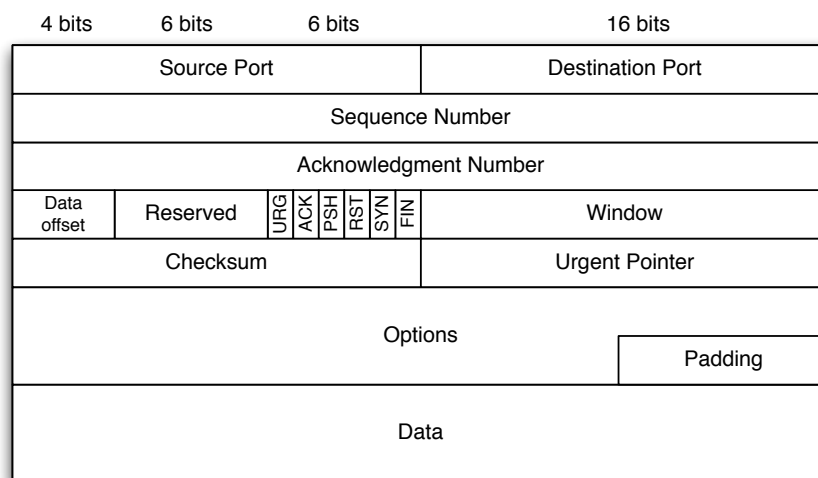 4 bits 6 bits 6 bits 16 bits
Source Port Destination Port
Sequence Number
Acknowledgment Number
Data offset Reserved URG ACK PSH RST SYN FIN Window
Checksum Urgent Pointer
Options
Padding
Data